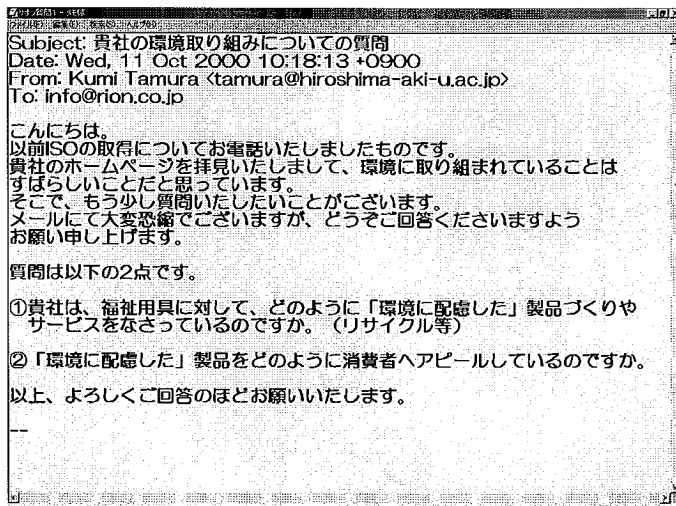 Subject: 貴社の環境取り組みについての質問
Date: Wed, 11 Oct 2000 10:18:13 +0900
From: Kumi Tamura <tamura@hiroshima-aki-u.ac.jp>
To: info@rion.co.jp
こんにちは。
以前ISOの取得についてお電話いたしましたものです。
貴社のホームページを拝見いたしまして、環境に取り組まれていることは
すばらしいことだと思っています。
そこで、もう少し質問いたしたいことがございます。
メールにて大変恐縮でございますが、どうぞご回答くださいますよう
お願い申し上げます。
質問は以下の2点です。
①貴社は、福祉用具に対して、どのように「環境に配慮した」製品づくりや
サービスをなさっているのですか。（リサイクル等）
②「環境に配慮した」製品をどのように消費者へアピールしているのですか。
以上、よろしくご回答のほどお願いいたします。
--